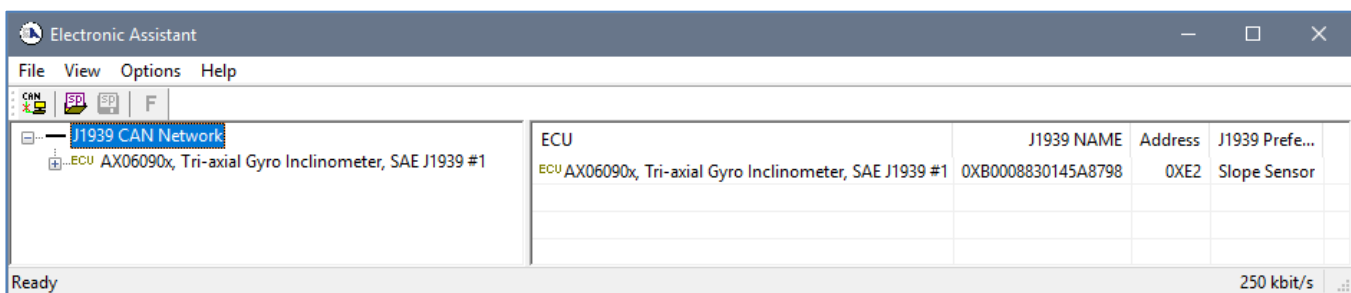 Electronic Assistant
File View Options Help
CAN SP SP F
J1939 CAN Network
ECU AX06090x, Tri-axial Gyro Inclinometer, SAE J1939 #1
ECU J1939 NAME Address J1939 Prefe...
ECU AX06090x, Tri-axial Gyro Inclinometer, SAE J1939 #1 0XB0008830145A8798 0XE2 Slope Sensor
Ready 250 kbit/s